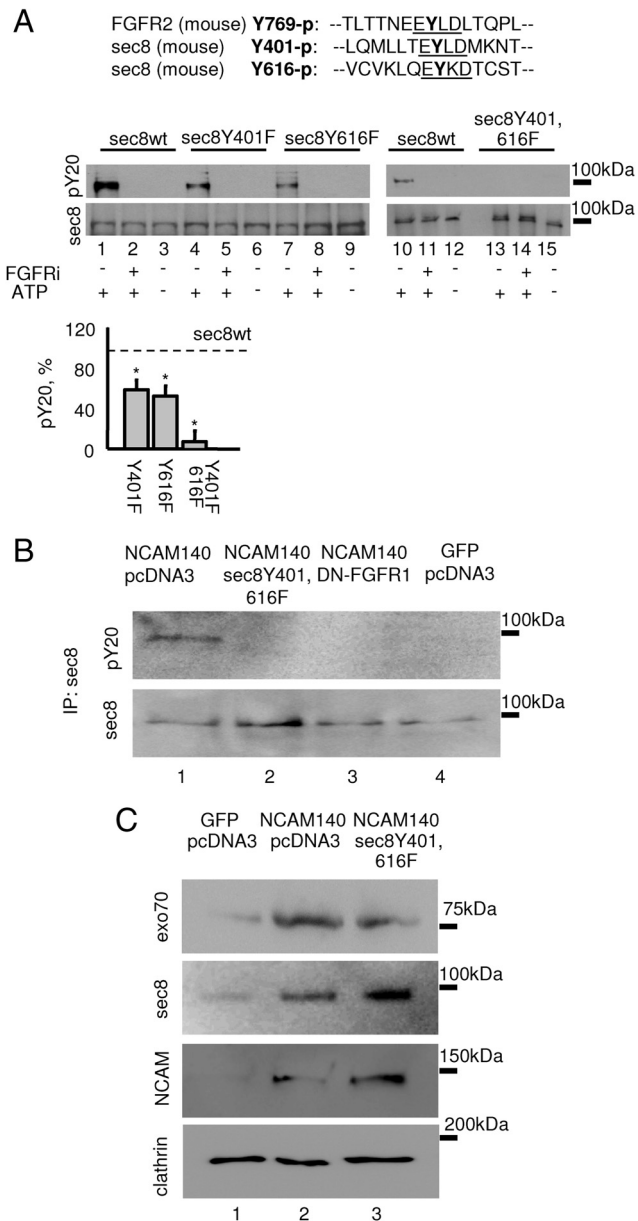 A
FGFR2 (mouse) Y769-p: --TLTTNEEYLDLTQPL--
sec8 (mouse) Y401-p: --LQMLLTEYLDMKNT--
sec8 (mouse) Y616-p: --VCVKLQEYKDTCST--
sec8wt sec8Y401F sec8Y616F sec8wt sec8Y401,
616F
pY20
100kDa
sec8
100kDa
1 2 3 4 5 6 7 8 9 10 11 12 13 14 15
FGFRi - + - - + - - + - - + - - + -
ATP + + - + + - + + - + + - + + -
120
80
40
0
pY20, %
sec8wt
* * *
Y401F
Y616F
Y401F
616F
B
NCAM140 NCAM140 NCAM140 GFP
pcDNA3 sec8Y401, DN-FGFR1 pcDNA3
616F
IP: sec8
pY20
100kDa
sec8
100kDa
1 2 3 4
C
GFP NCAM140 NCAM140
pcDNA3 pcDNA3 sec8Y401,
616F
exo70
75kDa
sec8
100kDa
NCAM
150kDa
clathrin
200kDa
1 2 3